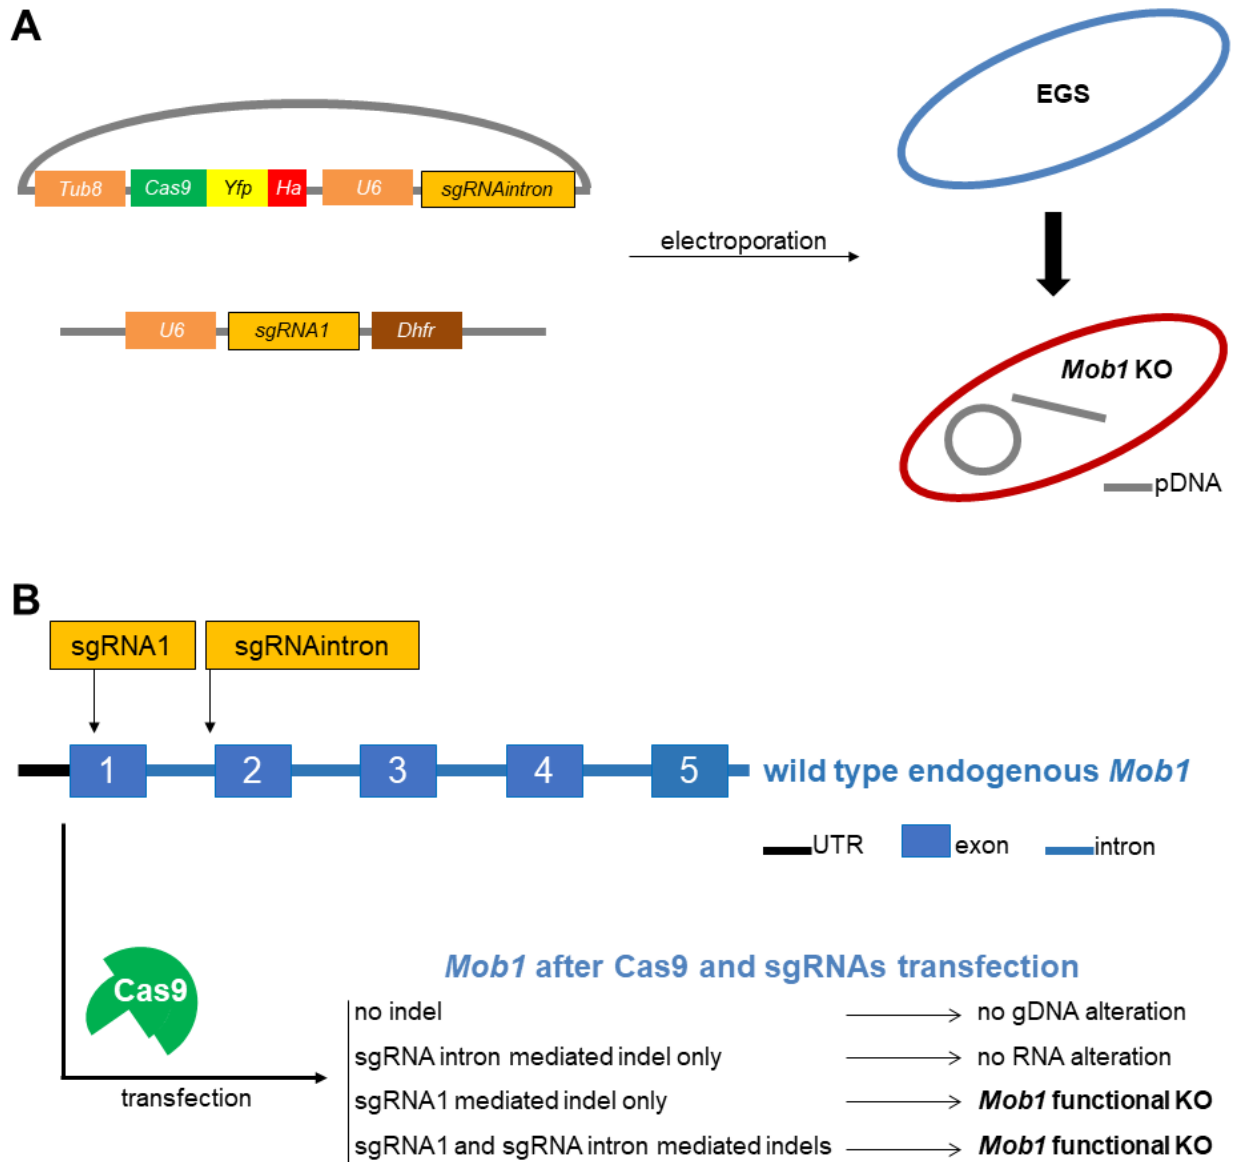 A
EGS
Tub8 Cas9 Yfp Ha U6 sgRNAintron
electroporation
U6 sgRNA1 Dhfr
Mob1 KO
pDNA
B
sgRNA1 sgRNAintron
1 2 3 4 5 wild type endogenous Mob1
UTR exon intron
Cas9
transfection
Mob1 after Cas9 and sgRNAs transfection
no indel no gDNA alteration
sgRNA intron mediated indel only no RNA alteration
sgRNA1 mediated indel only Mob1 functional KO
sgRNA1 and sgRNA intron mediated indels Mob1 functional KO